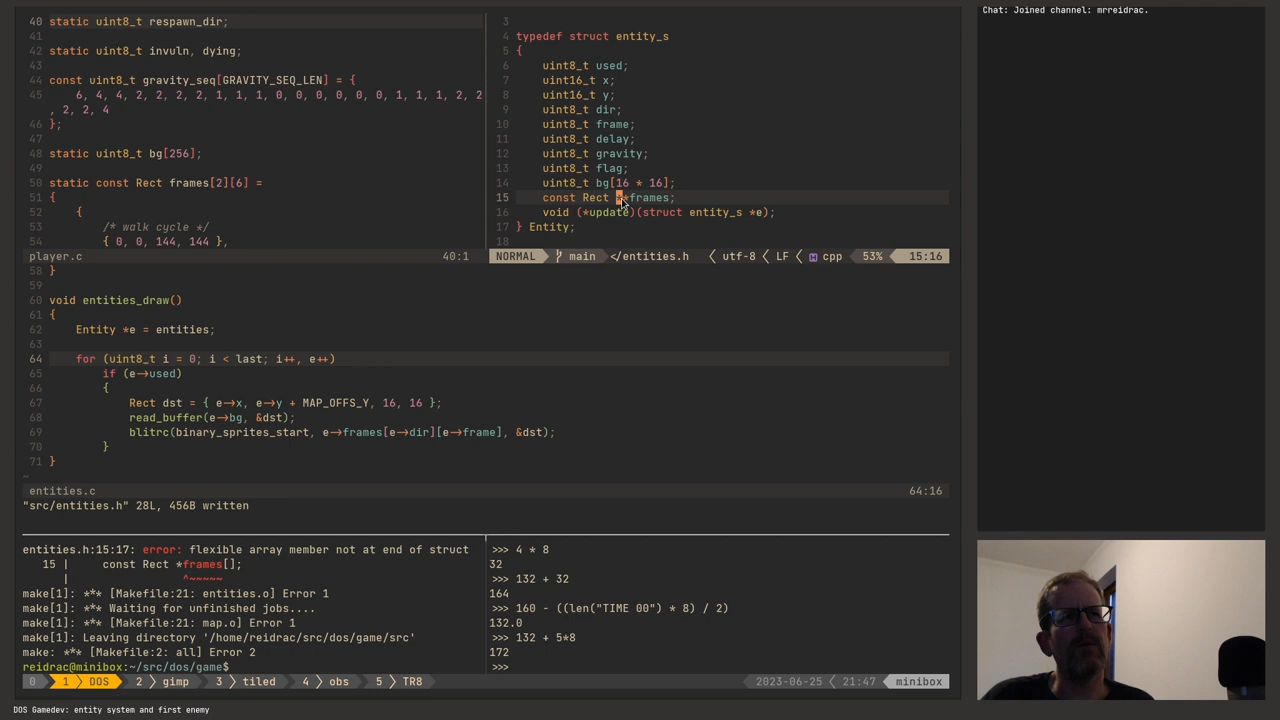 40 static uint8_t respawn_dir;
41
42 static uint8_t invuln, dying;
43
44 const uint8_t gravity_seq[GRAVITY_SEQ_LEN] = {
45     6, 4, 4, 2, 2, 2, 2, 1, 1, 1, 0, 0, 0, 0, 0, 0, 1, 1, 1, 2, 2
, 2, 2, 4
46 };
47
48 static uint8_t bg[256];
49
50 static const Rect frames[2][6] =
51 {
52     {
53         /* walk cycle */
54         { 0, 0, 144, 144 },
player.c 40:1
3
4 typedef struct entity_s
5 {
6     uint8_t used;
7     uint16_t x;
8     uint16_t y;
9     uint8_t dir;
10     uint8_t frame;
11     uint8_t delay;
12     uint8_t gravity;
13     uint8_t flag;
14     uint8_t bg[16 * 16];
15     const Rect **frames;
16     void (*update)(struct entity_s *e);
17 } Entity;
18
NORMAL main </entities.h utf-8 < LF < cpp 53% 15:16
58 }
59
60 void entities_draw()
61 {
62     Entity *e = entities;
63
64     for (uint8_t i = 0; i < last; i++, e++)
65         if (e->used)
66         {
67             Rect dst = { e->x, e->y + MAP_OFFS_Y, 16, 16 };
68             read_buffer(e->bg, &dst);
69             blitrc(binary_sprites_start, e->frames[e->dir][e->frame], &dst);
70         }
71 }
~
entities.c 64:16
"src/entities.h" 28L, 456B written
entities.h:15:17: error: flexible array member not at end of struct
   15 |     const Rect *frames[];
      |                 ^~~~~~
make[1]: *** [Makefile:21: entities.o] Error 1
make[1]: *** Waiting for unfinished jobs....
make[1]: *** [Makefile:21: map.o] Error 1
make[1]: Leaving directory '/home/reidrac/src/dos/game/src'
make: *** [Makefile:2: all] Error 2
reidrac@minibox:~/src/dos/game$
>>> 4 * 8
32
>>> 132 + 32
164
>>> 160 - ((len("TIME 00") * 8) / 2)
132.0
>>> 132 + 5*8
172
>>>
0 1 DOS 2 gimp 3 tiled 4 obs 5 TR8 2023-06-25 < 21:47 minibox
DOS Gamedev: entity system and first enemy
Chat: Joined channel: mrreidrac.